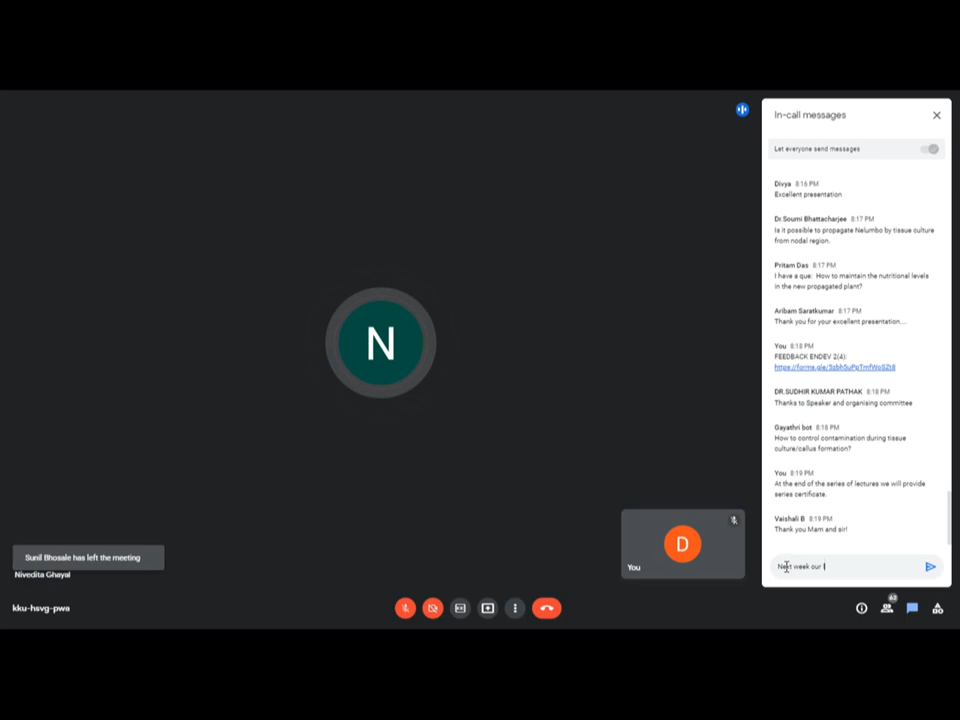 In-call messages
Let everyone send messages
Divya 8:16 PM
Excellent presentation
Dr.Soumi Bhattacharjee 8:17 PM
Is it possible to propagate Nelumbo by tissue culture
from nodal region.
Pritam Das 8:17 PM
I have a que: How to maintain the nutritional levels
in the new propagated plant?
Aribam Saratkumar 8:17 PM
Thank you for your excellent presentation....
You 8:18 PM
FEEDBACK ENDEV 2(4):
DR.SUDHIR KUMAR PATHAK 8:18 PM
Thanks to Speaker and organising committee
Gayathri bot 8:18 PM
How to control contamination during tissue
culture/callus formation?
You 8:19 PM
At the end of the series of lectures we will provide
series certificate.
Vaishali B 8:19 PM
Thank you Mam and sir!
Next week our
N
D
You
Sunil Bhosale has left the meeting
Nivedita Ghayal
kku-hsvg-pwa
63